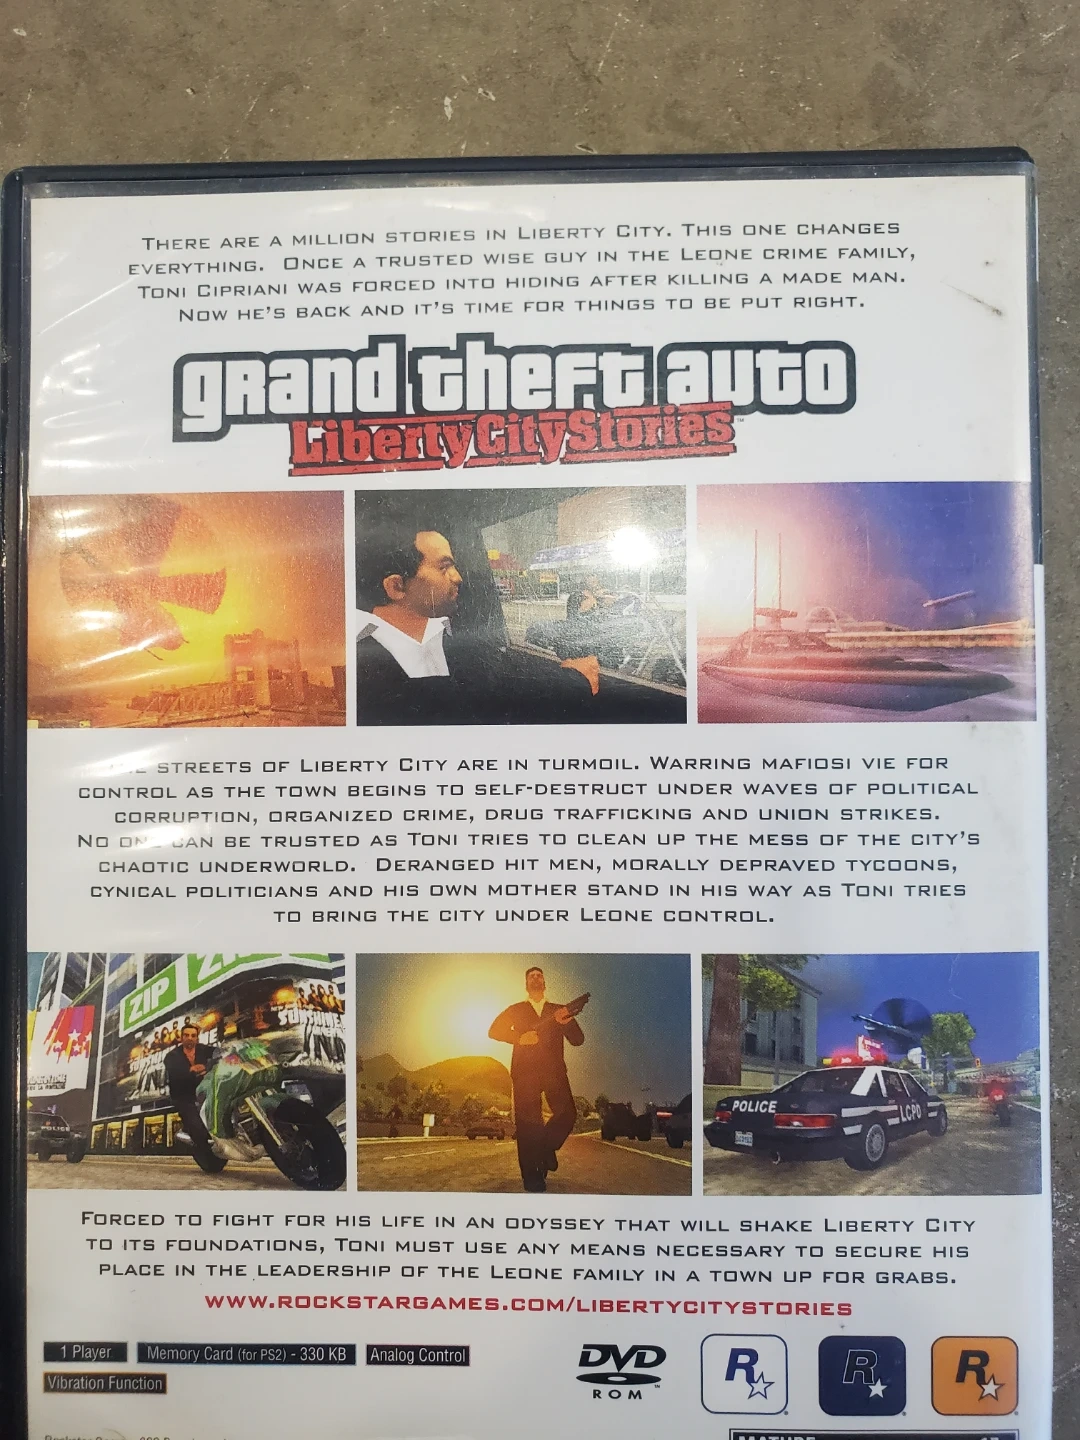 There are a million stories in Liberty City. This one changes
everything. Once a trusted wise guy in the Leone crime family,
Toni Cipriani was forced into hiding after killing a made man.
Now he's back and it's time for things to be put right.
grand theft auto
Liberty City Stories
streets of Liberty City are in turmoil. Warring mafiosi vie for
control as the town begins to self-destruct under waves of political
corruption, organized crime, drug trafficking and union strikes.
No one can be trusted as Toni tries to clean up the mess of the city's
chaotic underworld. Deranged hit men, morally depraved tycoons,
cynical politicians and his own mother stand in his way as Toni tries
to bring the city under Leone control.
ZIP
POLICE
POLICE
LCPD
Forced to fight for his life in an odyssey that will shake Liberty City
to its foundations, Toni must use any means necessary to secure his
place in the leadership of the Leone family in a town up for grabs.
www.rockstargames.com/libertycitystories
1 Player
Memory Card (for PS2) - 330 KB
Analog Control
Vibration Function
DVD
ROM
R
R
R
MATURE 17